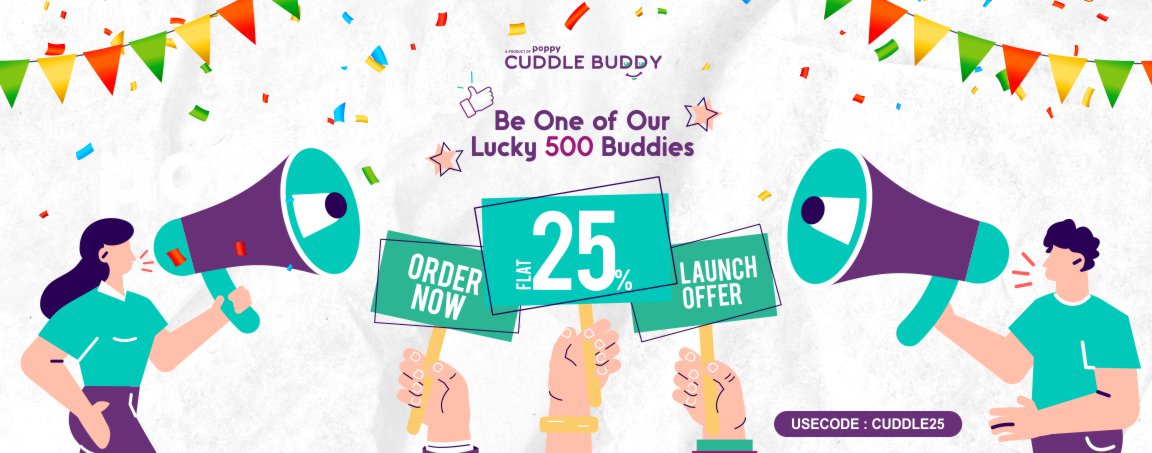 A PRODUCT OF poppy
CUDDLE BUDDY
Be One of Our
Lucky 500 Buddies
ORDER
NOW
FLAT 25%
LAUNCH
OFFER
USECODE : CUDDLE25